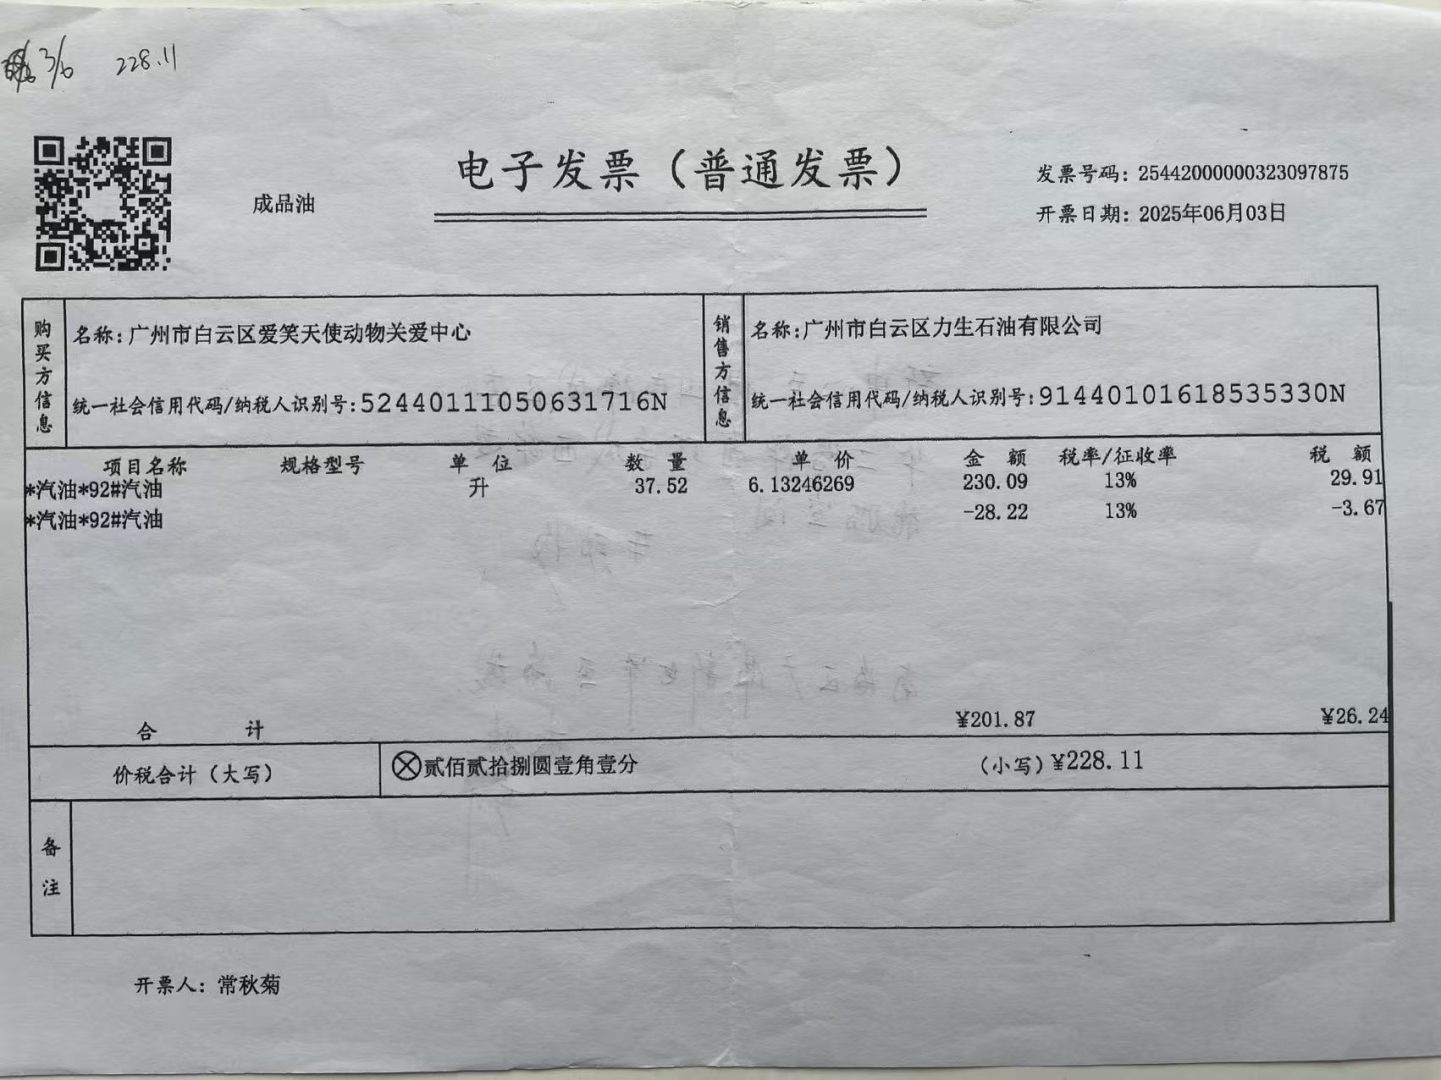 3/6 228.11
电子发票（普通发票）
成品油
发票号码：25442000000323097875
开票日期：2025年06月03日
购买方信息
名称：广州市白云区爱笑天使动物关爱中心
统一社会信用代码/纳税人识别号：52440111050631716N
销售方信息
名称：广州市白云区力生石油有限公司
统一社会信用代码/纳税人识别号：91440101618535330N
项目名称 规格型号 单位 数量 单价 金额 税率/征收率 税额
*汽油*92#汽油 升 37.52 6.13246269 230.09 13% 29.91
*汽油*92#汽油 -28.22 13% -3.67
合计 ¥201.87 ¥26.24
价税合计（大写） ⊗贰佰贰拾捌圆壹角壹分 （小写）¥228.11
备注
开票人：常秋菊